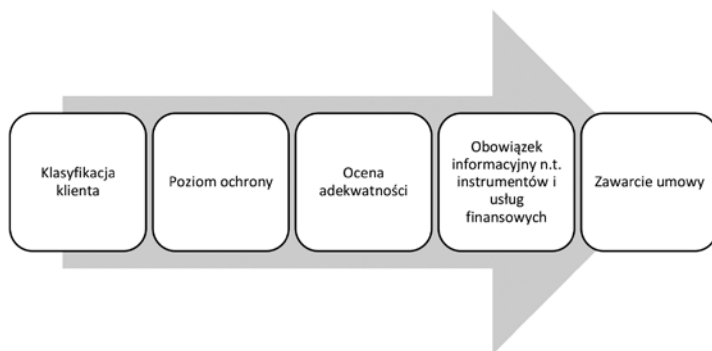 Klasyfikacja
klienta
Poziom ochrony
Ocena
adekwatności
Obowiązek
informacyjny n.t.
instrumentów i
usług
finansowych
Zawarcie umowy